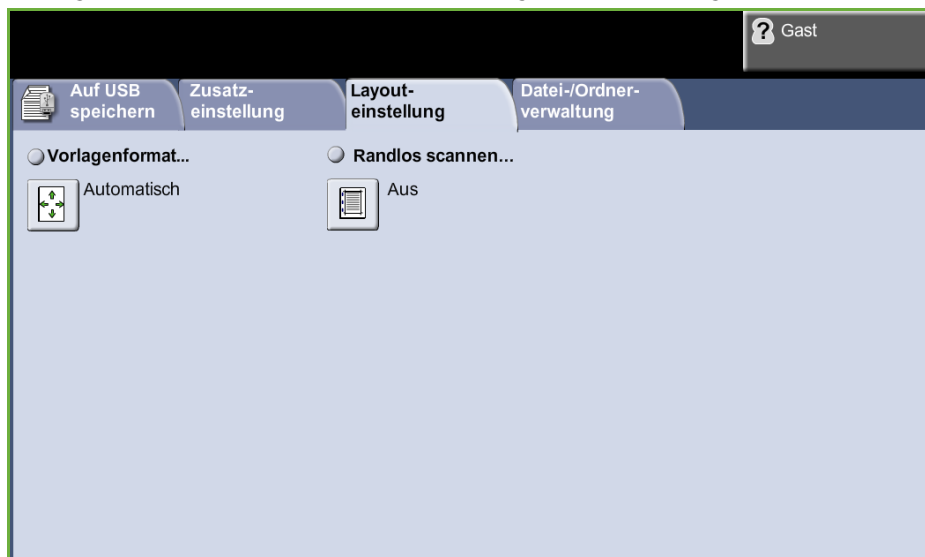 Gast
Auf USB
speichern
Zusatz-
einstellung
Layout-
einstellung
Datei-/Ordner-
verwaltung
Vorlagenformat...
Automatisch
Randlos scannen...
Aus